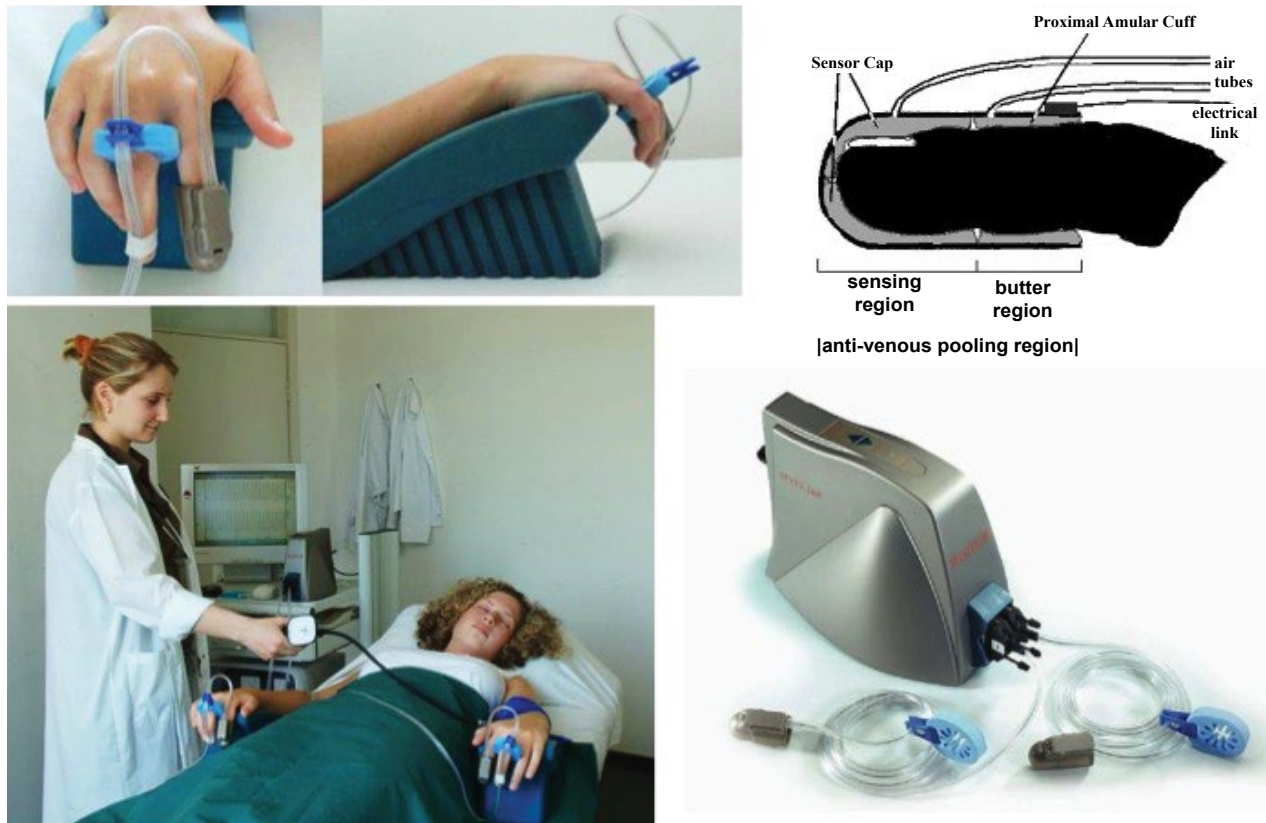 Proximal Amular Cuff
Sensor Cap
air
tubes
electrical
link
sensing
region
butter
region
|anti-venous pooling region|